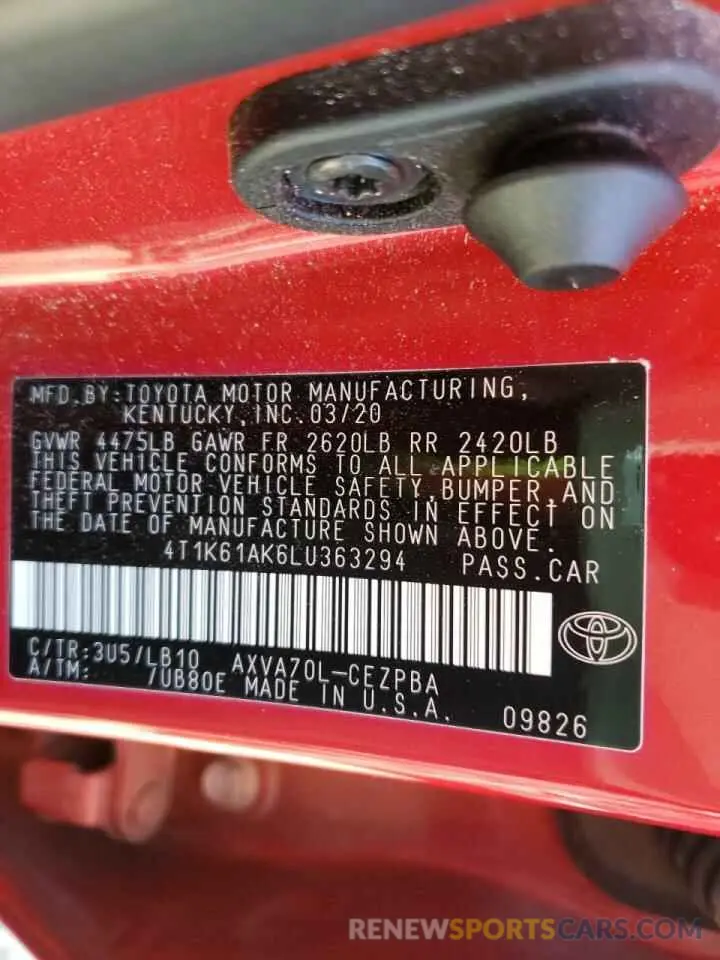 MFD.BY:TOYOTA MOTOR MANUFACTURING,
KENTUCKY,INC.03/20
GVWR 4475LB GAWR FR 2620LB RR 2420LB
THIS VEHICLE CONFORMS TO ALL APPLICABLE
FEDERAL MOTOR VEHICLE SAFETY,BUMPER,AND
THEFT PREVENTION STANDARDS IN EFFECT ON
THE DATE OF MANUFACTURE SHOWN ABOVE.
4T1K61AK6LU363294 PASS.CAR
C/TR:3U5/LB10 AXVA70L-CEZPBA
A/TM: /UB80E MADE IN U.S.A. 09826
RENEWSPORTSCARS.COM